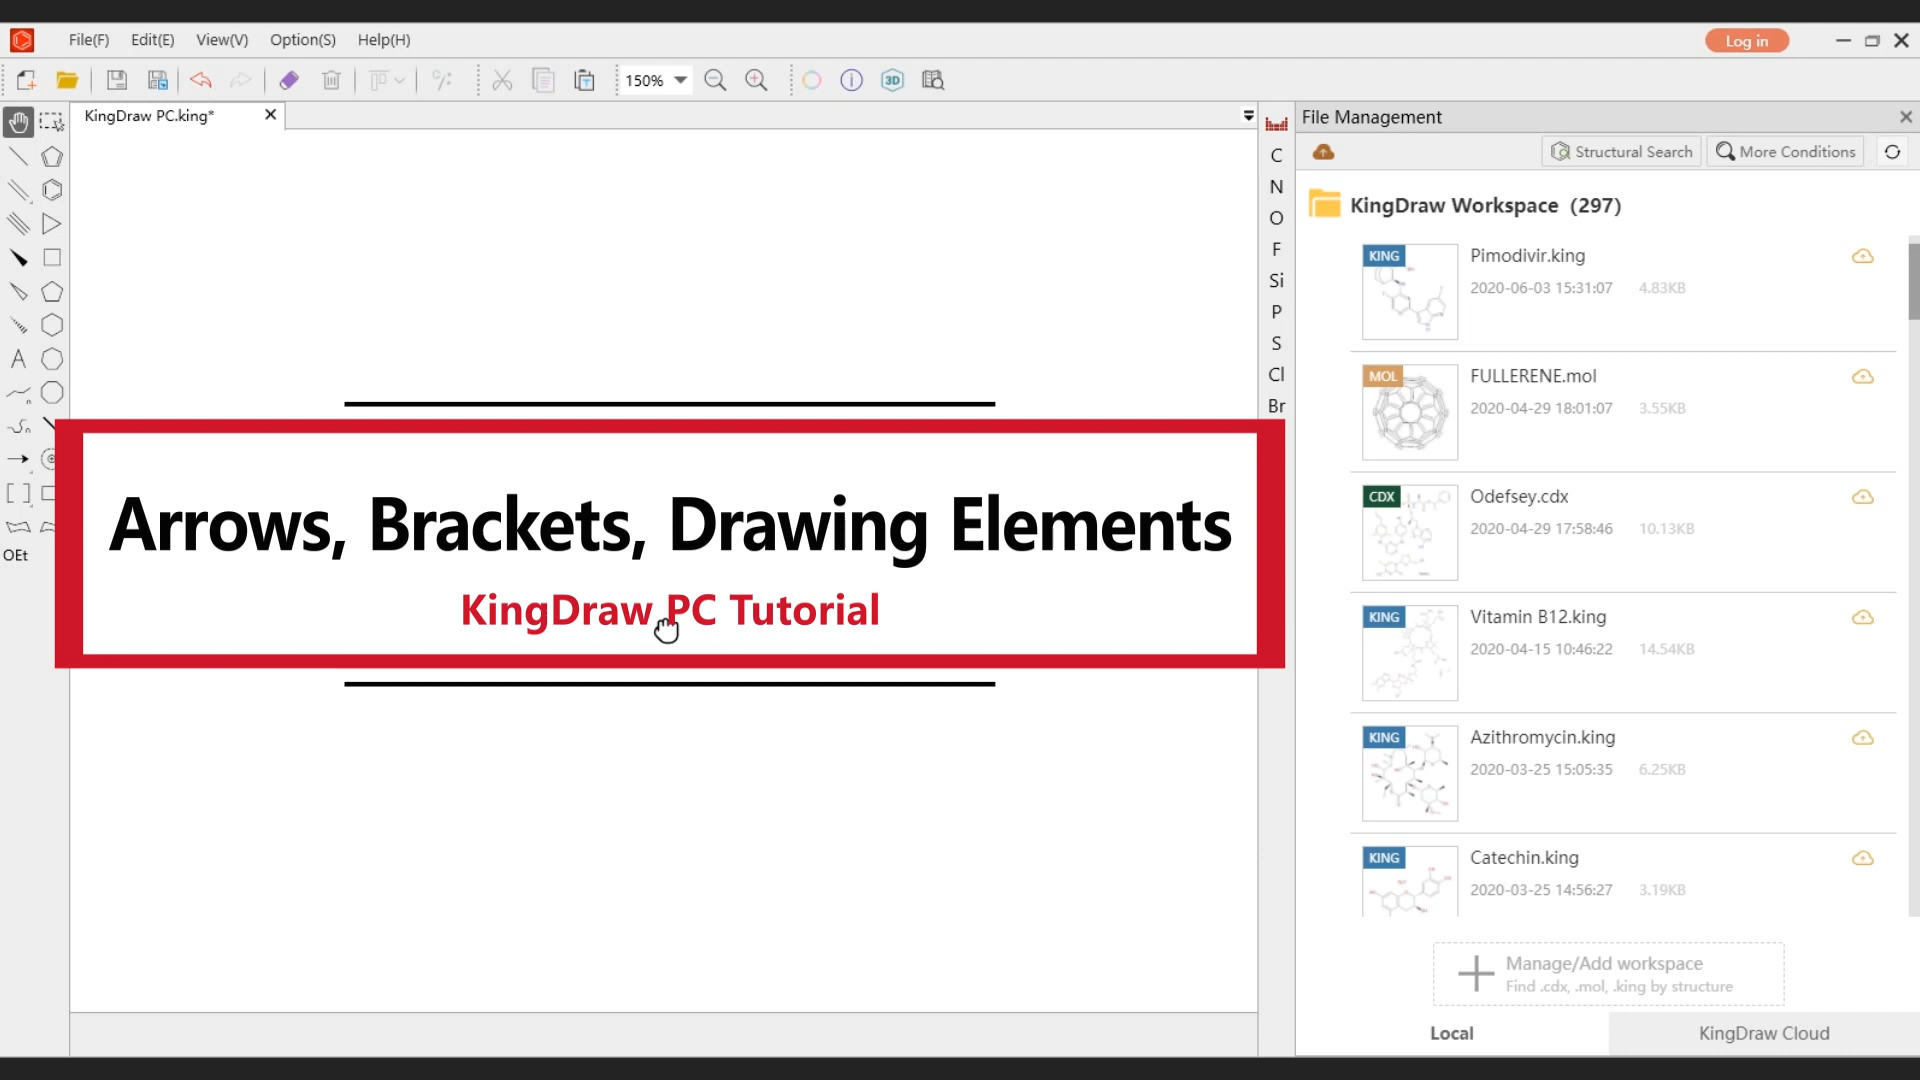 File(F) Edit(E) View(V) Option(S) Help(H)
Log in
150%
3D
KingDraw PC.king*
File Management
Structural Search
More Conditions
KingDraw Workspace (297)
C
N
O
F
Si
P
S
Cl
Br
A
OEt
KING
Pimodivir.king
2020-06-03 15:31:07 4.83KB
MOL
FULLERENE.mol
2020-04-29 18:01:07 3.55KB
CDX
Odefsey.cdx
2020-04-29 17:58:46 10.13KB
KING
Vitamin B12.king
2020-04-15 10:46:22 14.54KB
KING
Azithromycin.king
2020-03-25 15:05:35 6.25KB
KING
Catechin.king
2020-03-25 14:56:27 3.19KB
Arrows, Brackets, Drawing Elements
KingDraw PC Tutorial
Manage/Add workspace
Find .cdx, .mol, .king by structure
Local
KingDraw Cloud